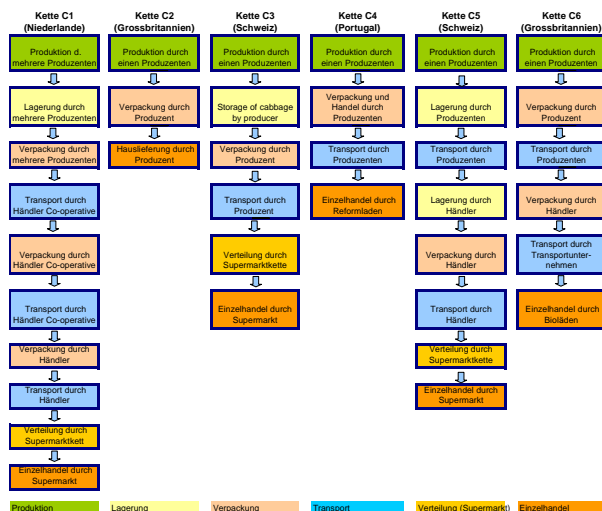 Kette C1
(Niederlande)
Produktion d.
mehrere Produzenten
Lagerung durch
mehrere Produzenten
Verpackung durch
mehrere Produzenten
Transport durch
Händler Co-operative
Verpackung durch
Händler Co-operative
Transport durch
Händler Co-operative
Verpackung durch
Händler
Transport durch
Händler
Verteilung durch
Supermarktkett
Einzelhandel durch
Supermarkt
Kette C2
(Grossbritannien)
Produktion durch
einen Produzenten
Verpackung durch
Produzent
Hauslieferung durch
Produzent
Kette C3
(Schweiz)
Produktion durch
einen Produzenten
Storage of cabbage
by producer
Verpackung durch
Produzent
Transport durch
Produzent
Verteilung durch
Supermarktkette
Einzelhandel durch
Supermarkt
Kette C4
(Portugal)
Produktion durch
einen Produzenten
Verpackung und
Handel durch
Produzenten
Transport durch
Produzenten
Einzelhandel durch
Reformladen
Kette C5
(Schweiz)
Produktion durch
einen Produzenten
Lagerung durch
Produzenten
Transport durch
Produzenten
Lagerung durch
Händler
Verpackung durch
Händler
Transport durch
Händler
Verteilung durch
Supermarktkette
Einzelhandel durch
Supermarkt
Kette C6
(Grossbritannien)
Produktion durch
einen Produzenten
Verpackung durch
Produzent
Transport durch
Produzenten
Verpackung durch
Händler
Transport durch
Transportunter-
nehmen
Einzelhandel durch
Bioläden
Produktion
Lagerung
Verpackung
Transport
Verteilung (Supermarkt)
Einzelhandel